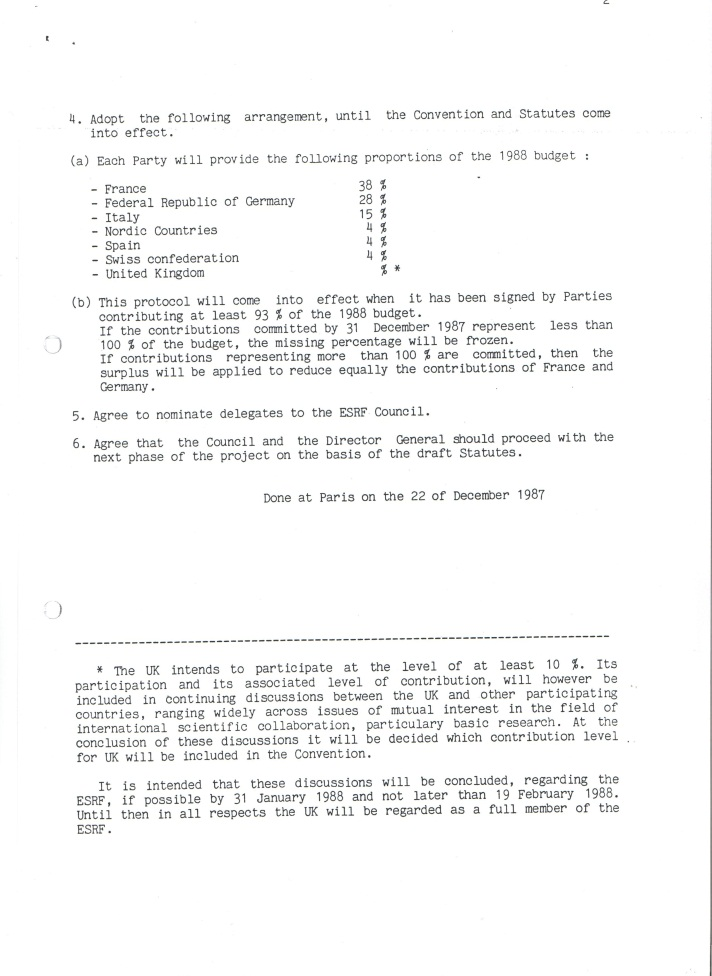 2
4. Adopt the following arrangement, until the Convention and Statutes come
into effect.
(a) Each Party will provide the following proportions of the 1988 budget :
- France 38 %
- Federal Republic of Germany 28 %
- Italy 15 %
- Nordic Countries 4 %
- Spain 4 %
- Swiss confederation 4 %
- United Kingdom % *
(b) This protocol will come into effect when it has been signed by Parties
contributing at least 93 % of the 1988 budget.
If the contributions committed by 31 December 1987 represent less than
100 % of the budget, the missing percentage will be frozen.
If contributions representing more than 100 % are committed, then the
surplus will be applied to reduce equally the contributions of France and
Germany.
5. Agree to nominate delegates to the ESRF Council.
6. Agree that the Council and the Director General should proceed with the
next phase of the project on the basis of the draft Statutes.
Done at Paris on the 22 of December 1987
* The UK intends to participate at the level of at least 10 %. Its
participation and its associated level of contribution, will however be
included in continuing discussions between the UK and other participating
countries, ranging widely across issues of mutual interest in the field of
international scientific collaboration, particulary basic research. At the
conclusion of these discussions it will be decided which contribution level
for UK will be included in the Convention.
It is intended that these discussions will be concluded, regarding the
ESRF, if possible by 31 January 1988 and not later than 19 February 1988.
Until then in all respects the UK will be regarded as a full member of the
ESRF.